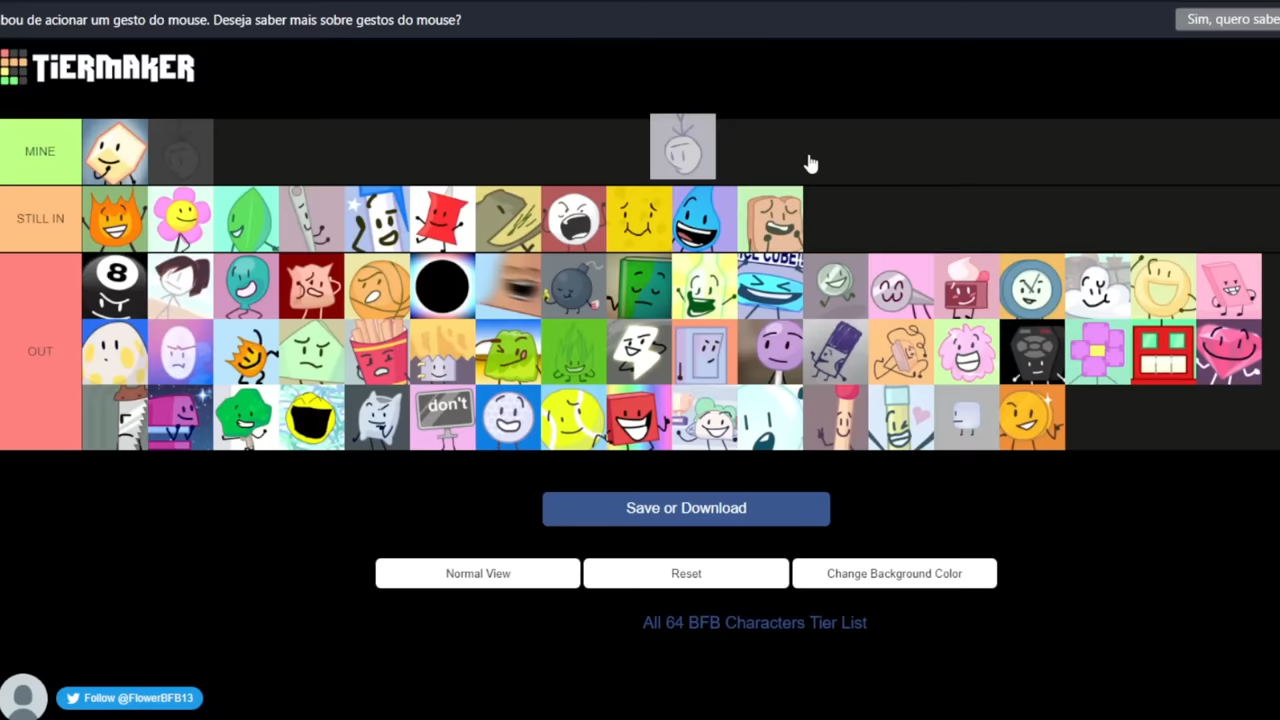 bou de acionar um gesto do mouse. Deseja saber mais sobre gestos do mouse?
Sim, quero sabe
TiERMAKER
MINE
STILL IN
OUT
8
ICE CUBE!!
don't
Save or Download
Normal View
Reset
Change Background Color
All 64 BFB Characters Tier List
Follow @FlowerBFB13